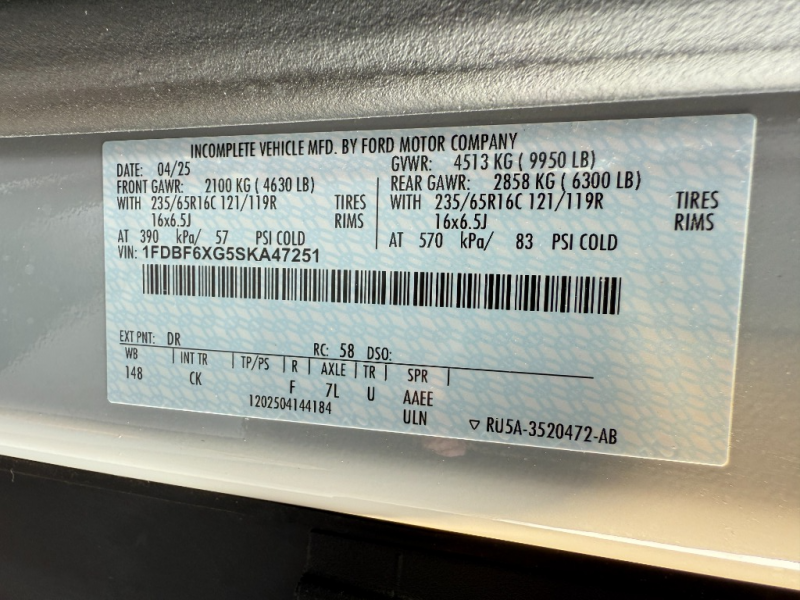 INCOMPLETE VEHICLE MFD. BY FORD MOTOR COMPANY
DATE: 04/25 GVWR: 4513 KG ( 9950 LB)
FRONT GAWR: 2100 KG ( 4630 LB) REAR GAWR: 2858 KG ( 6300 LB)
WITH 235/65R16C 121/119R TIRES WITH 235/65R16C 121/119R TIRES
16x6.5J RIMS 16x6.5J RIMS
AT 390 kPa/ 57 PSI COLD AT 570 kPa/ 83 PSI COLD
VIN: 1FDBF6XG5SKA47251
EXT PNT: DR RC: 58 DSO:
WB INT TR TP/PS R AXLE TR SPR
148 CK F 7L U AAEE
1202504144184 ULN ▽ RU5A-3520472-AB